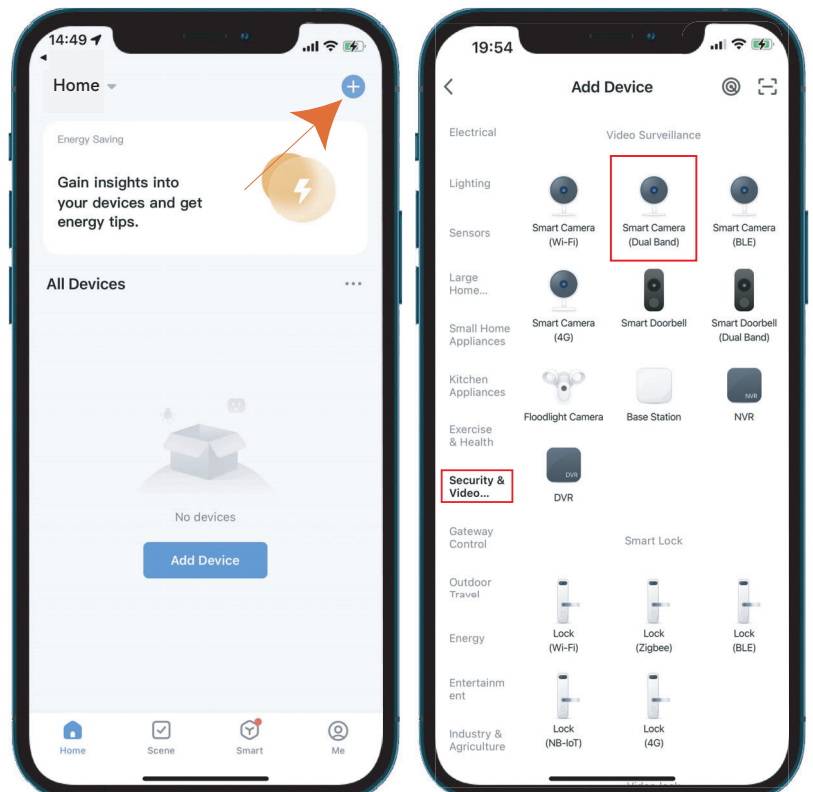 14:49
Home
Energy Saving
Gain insights into
your devices and get
energy tips.
All Devices
No devices
Add Device
Home
Scene
Smart
Me
19:54
Add Device
Electrical
Lighting
Sensors
Large
Home...
Small Home
Appliances
Kitchen
Appliances
Exercise
& Health
Security &
Video...
Gateway
Control
Outdoor
Travel
Energy
Entertainm
ent
Industry &
Agriculture
Video Surveillance
Smart Camera
(Wi-Fi)
Smart Camera
(Dual Band)
Smart Camera
(BLE)
Smart Camera
(4G)
Smart Doorbell
Smart Doorbell
(Dual Band)
Floodlight Camera
Base Station
NVR
NVR
DVR
DVR
Smart Lock
Lock
(Wi-Fi)
Lock
(Zigbee)
Lock
(BLE)
Lock
(NB-IoT)
Lock
(4G)
Video lock